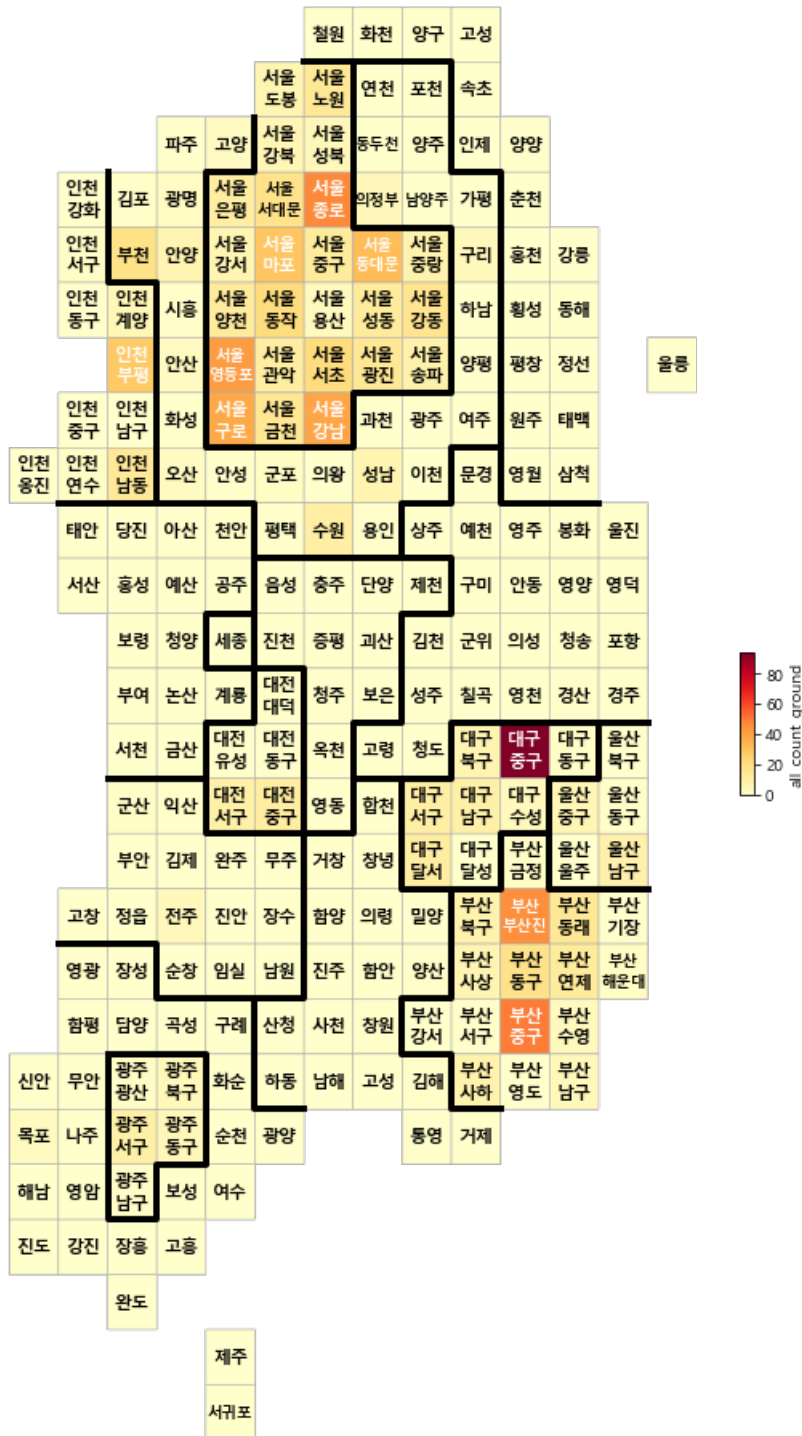 철원 화천 양구 고성
서울 서울
도봉 노원 연천 포천 속초
파주 고양 서울 서울 동두천 양주 인제 양양
강북 성북
인천 김포 광명 서울 서울 서울 의정부 남양주 가평 춘천
강화 은평 서대문 종로
인천 부천 안양 서울 서울 서울 서울 서울 구리 홍천 강릉
서구 강서 마포 중구 동대문 중랑
인천 인천 시흥 서울 서울 서울 서울 서울 하남 횡성 동해
동구 계양 양천 동작 용산 성동 강동
인천 안산 서울 서울 서울 서울 서울 양평 평창 정선 울릉
부평 영등포 관악 서초 광진 송파
인천 인천 화성 서울 서울 서울 과천 광주 여주 원주 태백
중구 남구 구로 금천 강남
인천 인천 인천 오산 안성 군포 의왕 성남 이천 문경 영월 삼척
옹진 연수 남동
태안 당진 아산 천안 평택 수원 용인 상주 예천 영주 봉화 울진
서산 홍성 예산 공주 음성 충주 단양 제천 구미 안동 영양 영덕
보령 청양 세종 진천 증평 괴산 김천 군위 의성 청송 포항
부여 논산 계룡 대전 청주 보은 성주 칠곡 영천 경산 경주
대덕
서천 금산 대전 대전 옥천 고령 청도 대구 대구 대구 울산
유성 동구 북구 중구 동구 북구
군산 익산 대전 대전 영동 합천 대구 대구 대구 울산 울산
서구 중구 서구 남구 수성 중구 동구
부안 김제 완주 무주 거창 창녕 대구 대구 부산 울산 울산
달서 달성 금정 울주 남구
고창 정읍 전주 진안 장수 함양 의령 밀양 부산 부산 부산 부산
북구 부산진 동래 기장
영광 장성 순창 임실 남원 진주 함안 양산 부산 부산 부산 부산
사상 동구 연제 해운대
함평 담양 곡성 구례 산청 사천 창원 부산 부산 부산 부산
강서 서구 중구 수영
신안 무안 광주 광주 화순 하동 남해 고성 김해 부산 부산 부산
광산 북구 사하 영도 남구
목포 나주 광주 광주 순천 광양 통영 거제
서구 동구
해남 영암 광주 보성 여수
남구
진도 강진 장흥 고흥
완도
제주
서귀포
80
60
40
20
0
all_count_ground